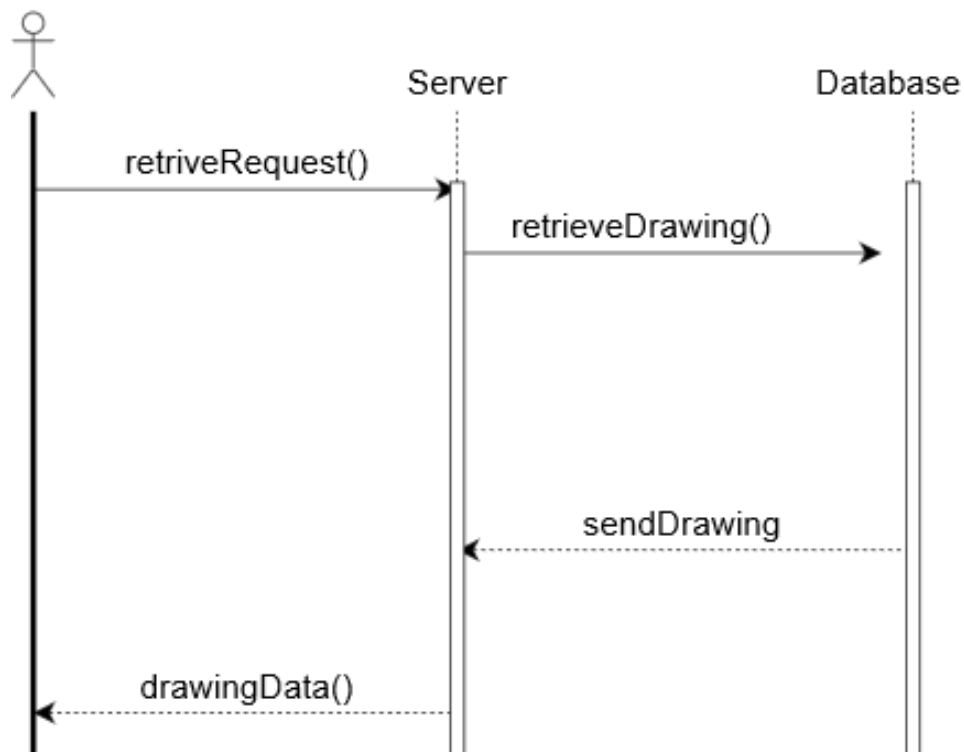 Server
Database
retriveRequest()
retrieveDrawing()
sendDrawing
drawingData()